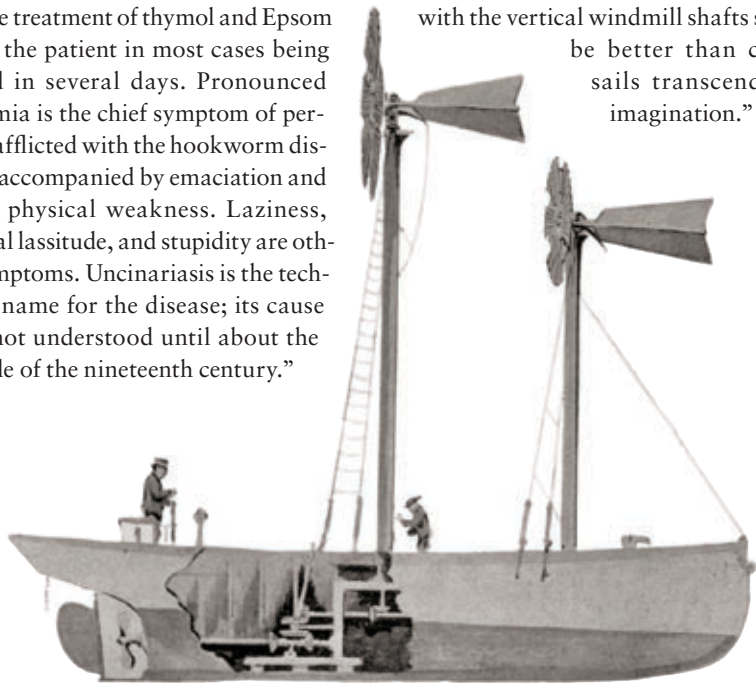 e treatment of thymol and Epsom
the patient in most cases being
in several days. Pronounced
mia is the chief symptom of per-
afflicted with the hookworm dis-
accompanied by emaciation and
physical weakness. Laziness,
al lassitude, and stupidity are oth-
mptoms. Uncinariasis is the tech-
name for the disease; its cause
not understood until about the
le of the nineteenth century.”
with the vertical windmill shafts
be better than
sails transcend
imagination.”